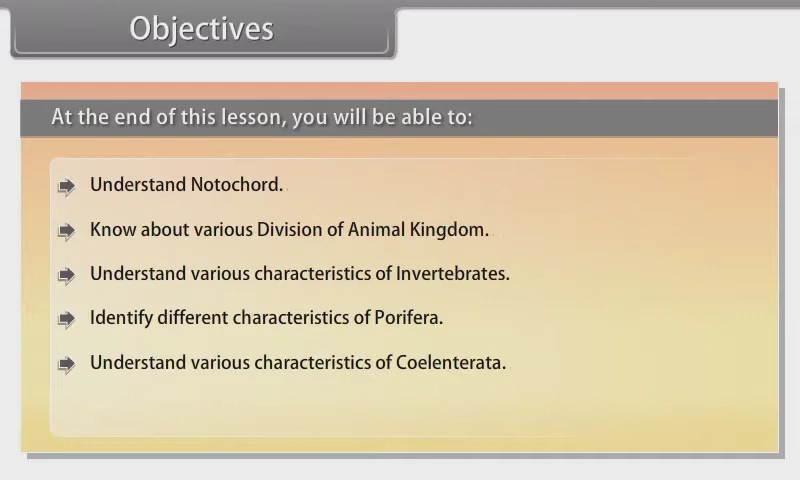 Objectives
At the end of this lesson, you will be able to:
Understand Notochord.
Know about various Division of Animal Kingdom.
Understand various characteristics of Invertebrates.
Identify different characteristics of Porifera.
Understand various characteristics of Coelenterata.